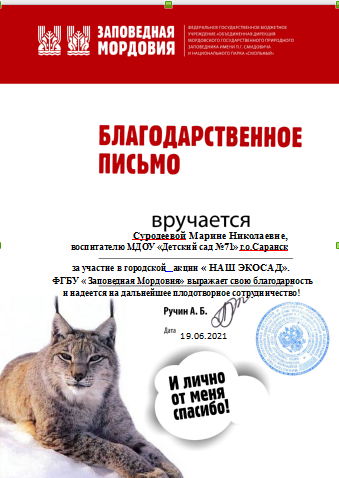 ЗАПОВЕДНАЯ
МОРДОВИЯ
ФЕДЕРАЛЬНОЕ ГОСУДАРСТВЕННОЕ БЮДЖЕТНОЕ
УЧРЕЖДЕНИЕ «ОБЪЕДИНЕННАЯ ДИРЕКЦИЯ
МОРДОВСКОГО ГОСУДАРСТВЕННОГО ПРИРОДНОГО
ЗАПОВЕДНИКА ИМЕНИ П.Г. СМИДОВИЧА
И НАЦИОНАЛЬНОГО ПАРКА «СМОЛЬНЫЙ»
БЛАГОДАРСТВЕННОЕ
ПИСЬМО
вручается
Суродеевой Марине Николаевне,
воспитателю МДОУ «Детский сад №71» г.о.Саранск
за участие в городской акции « НАШ ЭКОСАД».
ФГБУ « Заповедная Мордовия» выражает свою благодарность
и надеется на дальнейшее плодотворное сотрудничество!
Ручин А. Б.
Дата
19.06.2021
И лично
от меня
спасибо!